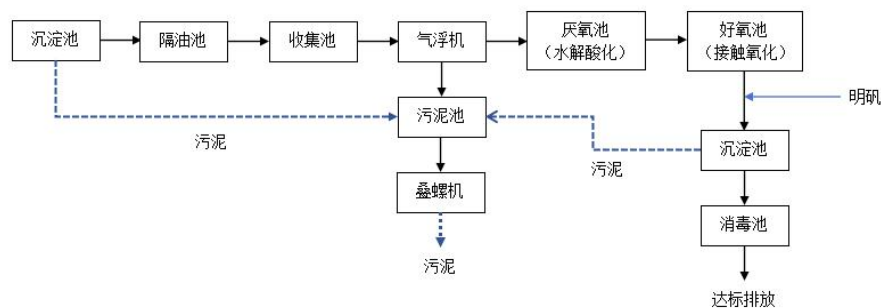 沉淀池
隔油池
收集池
气浮机
厌氧池
（水解酸化）
好氧池
（接触氧化）
明矾
污泥池
污泥
污泥
沉淀池
叠螺机
消毒池
污泥
达标排放